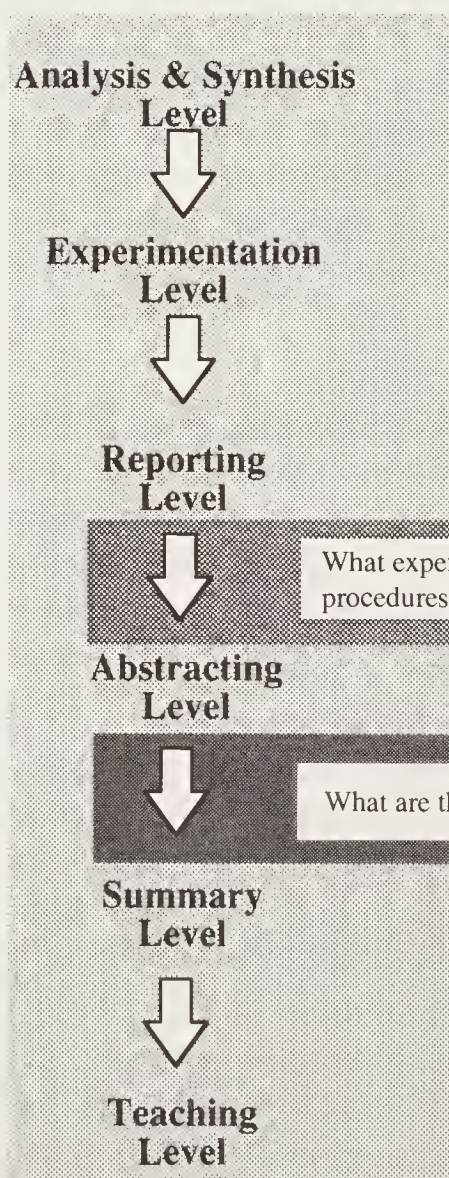 Analysis & Synthesis
Level
Experimentation
Level
Reporting
Level
What
procedures
Abstracting
Level
What are
Summary
Level
Teaching
Level